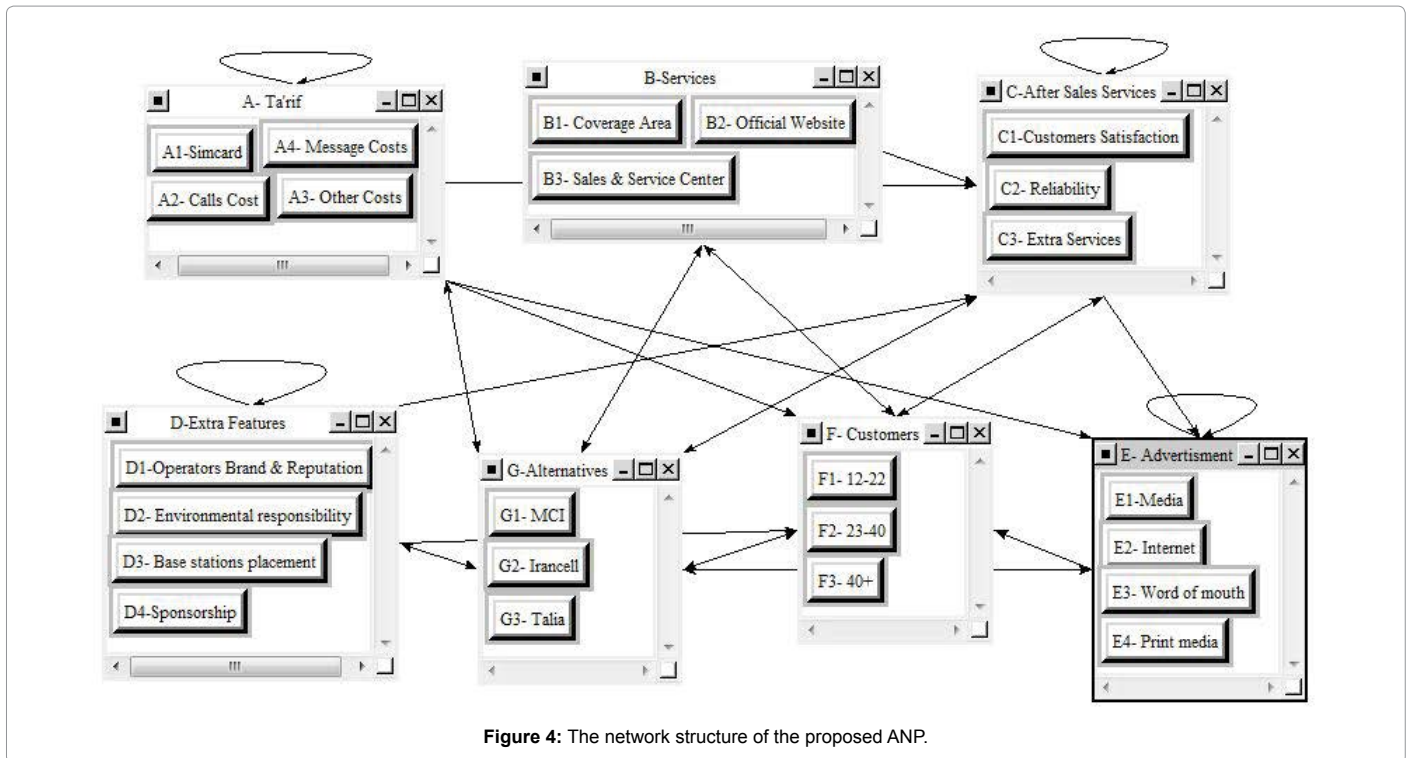 A- Ta'rif
A1-Simcard
A4- Message Costs
A2- Calls Cost
A3- Other Costs
B-Services
B1- Coverage Area
B2- Official Website
B3- Sales & Service Center
C-After Sales Services
C1-Customers Satisfaction
C2- Reliability
C3- Extra Services
D-Extra Features
D1-Operators Brand & Reputation
D2- Environmental responsibility
D3- Base stations placement
D4-Sponsorship
G-Alternatives
G1- MCI
G2- Irancell
G3- Talia
F- Customers
F1- 12-22
F2- 23-40
F3- 40+
E- Advertisment
E1-Media
E2- Internet
E3- Word of mouth
E4- Print media
Figure 4: The network structure of the proposed ANP.